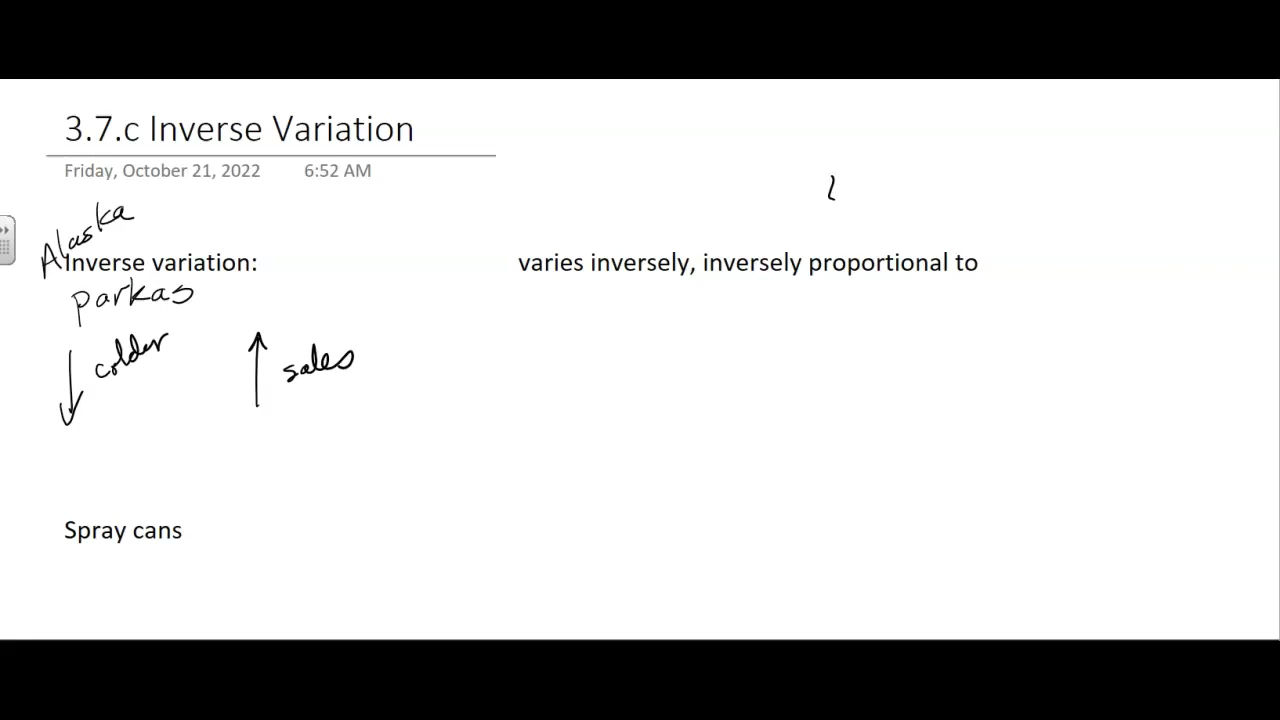 3.7.c Inverse Variation
Friday, October 21, 2022 6:52 AM
Alaska
Inverse variation: varies inversely, inversely proportional to
parkas
colder sales
Spray cans